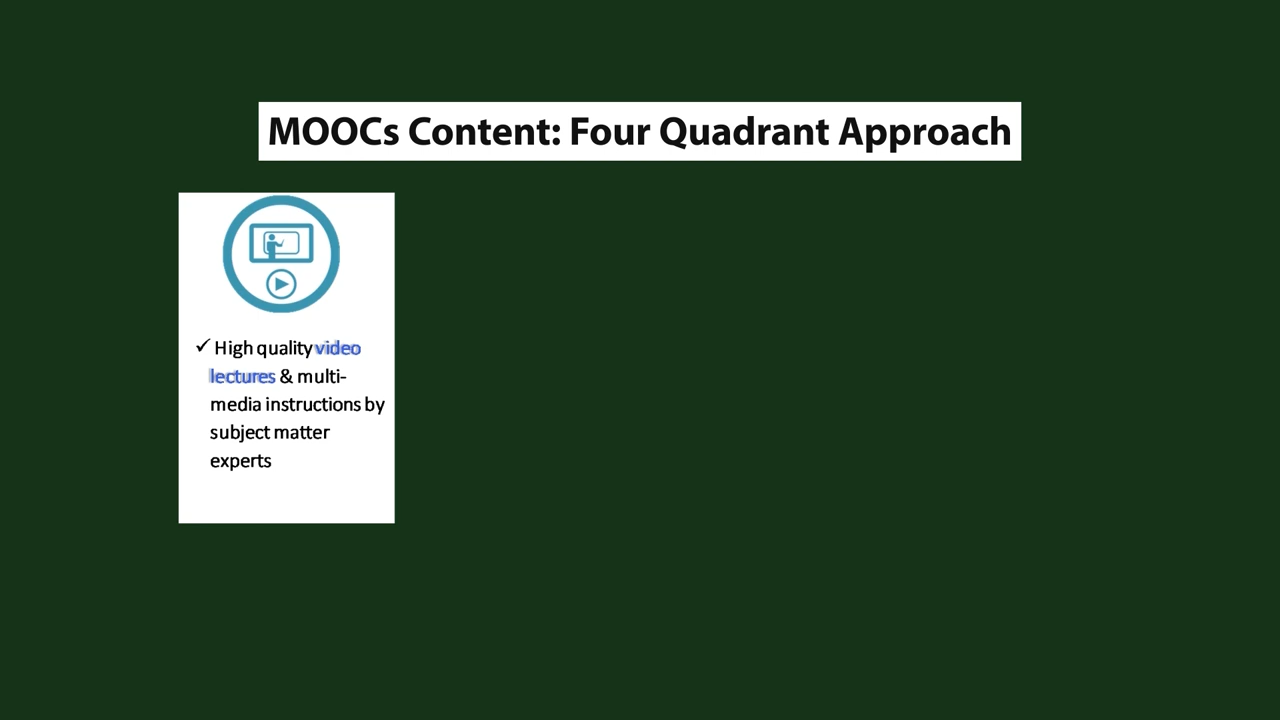 MOOCs Content: Four Quadrant Approach
✓ High quality video
lectures & multi-
media instructions by
subject matter
experts